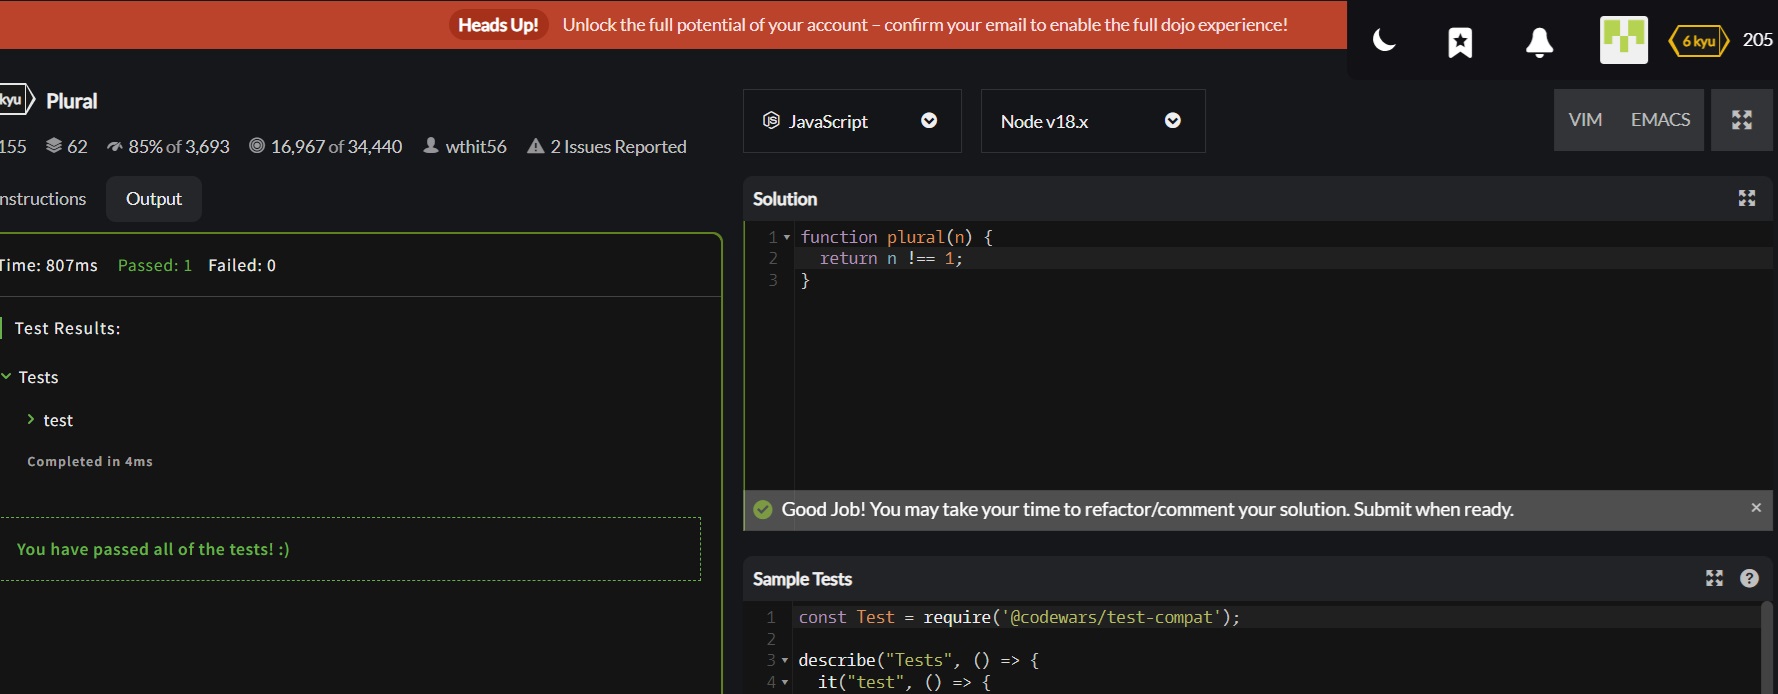 Heads Up! Unlock the full potential of your account – confirm your email to enable the full dojo experience!
6 kyu 205
kyu Plural
155 62 85% of 3,693 16,967 of 34,440 wthit56 2 Issues Reported
nstructions Output
Time: 807ms Passed: 1 Failed: 0
Test Results:
Tests
test
Completed in 4ms
You have passed all of the tests! :)
JavaScript Node v18.x VIM EMACS
Solution
1 function plural(n) {
2 return n !== 1;
3 }
Good Job! You may take your time to refactor/comment your solution. Submit when ready. ×
Sample Tests ?
1 const Test = require('@codewars/test-compat');
2
3 describe("Tests", () => {
4 it("test", () => {